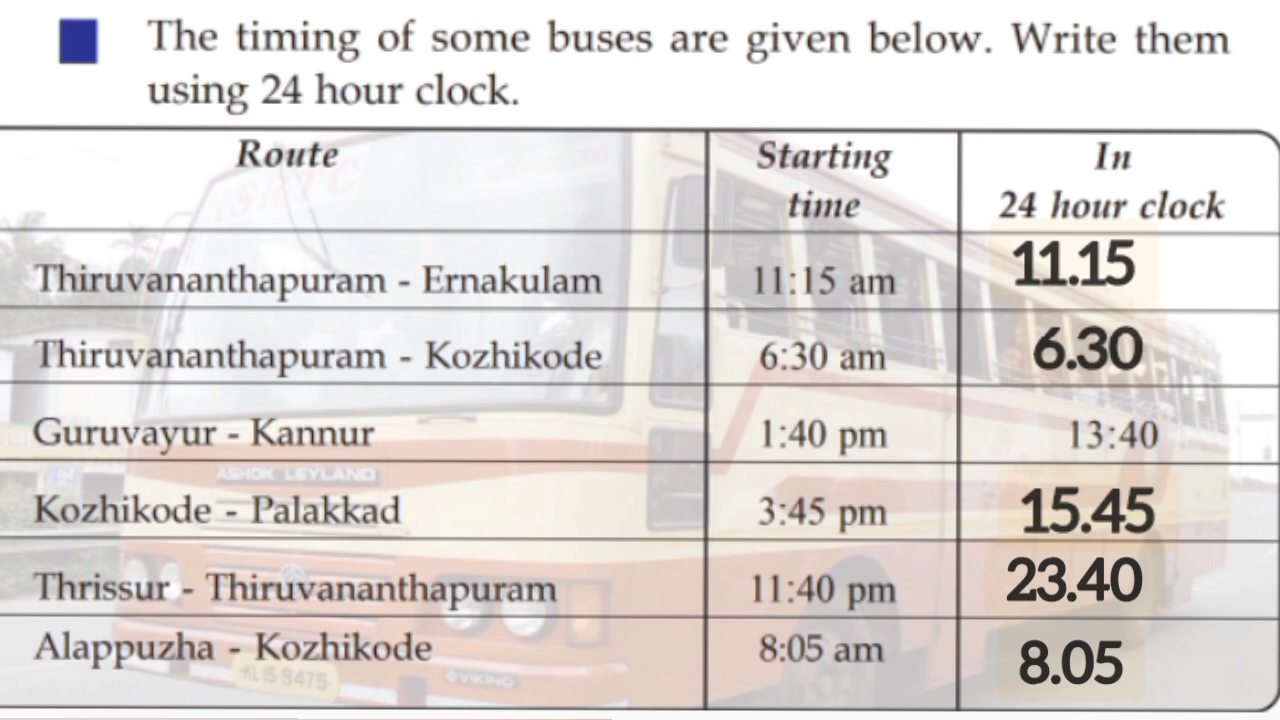 The timing of some buses are given below. Write them
using 24 hour clock.
Route Starting time In 24 hour clock
Thiruvananthapuram - Ernakulam 11:15 am 11.15
Thiruvananthapuram - Kozhikode 6:30 am 6.30
Guruvayur - Kannur 1:40 pm 13:40
ASHOK LEYLAND
Kozhikode - Palakkad 3:45 pm 15.45
Thrissur - Thiruvananthapuram 11:40 pm 23.40
Alappuzha - Kozhikode 8:05 am 8.05
VIKING